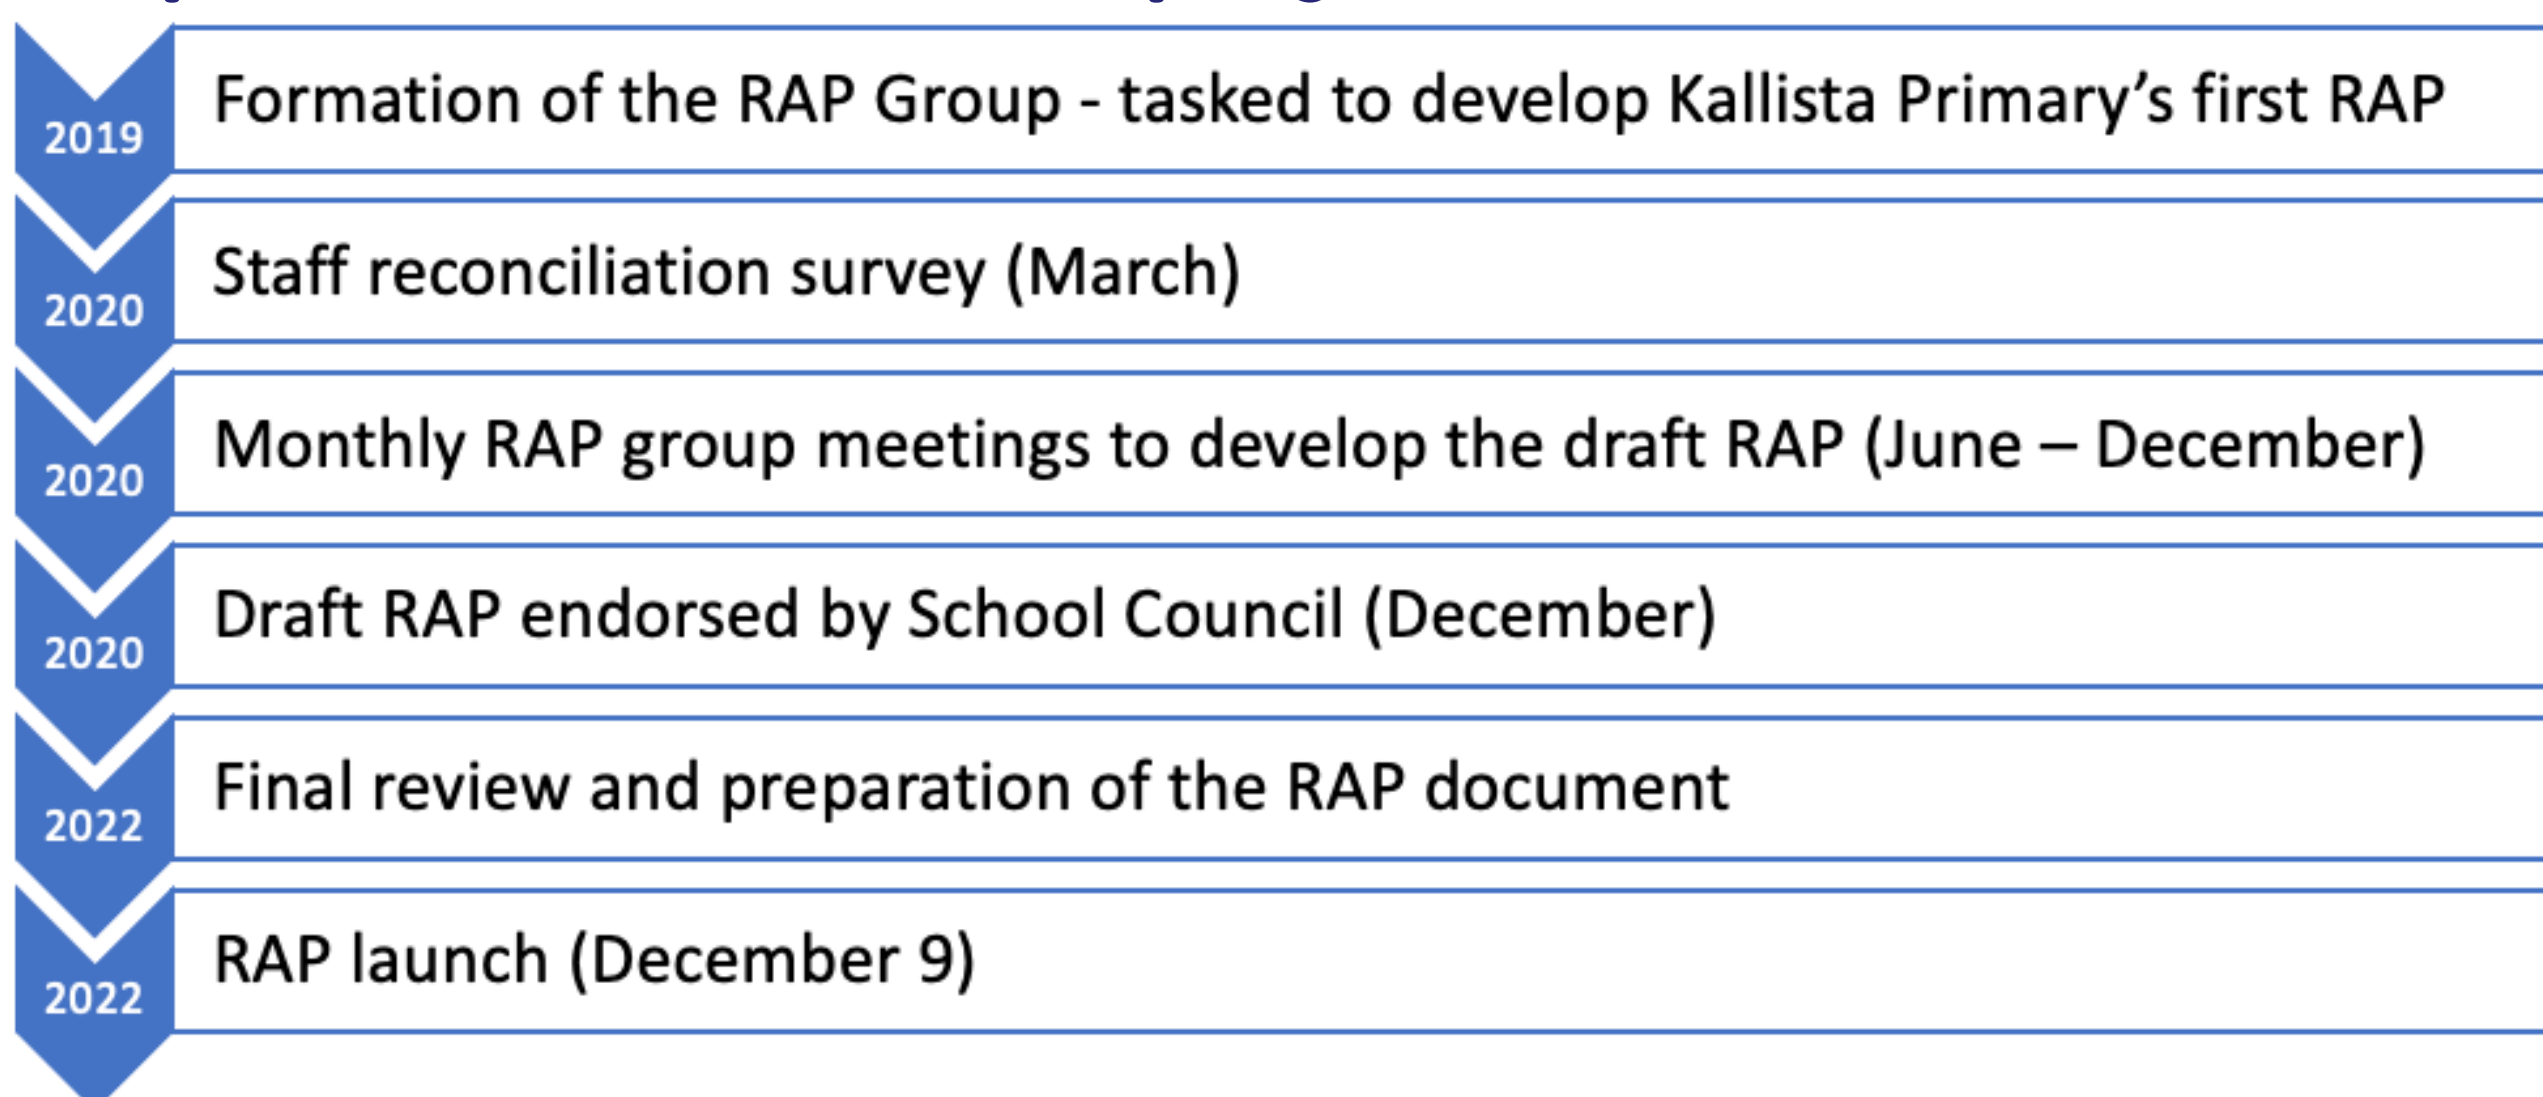 2019
Formation of the RAP Group - tasked to develop Kallista Primary’s first RAP
2020
Staff reconciliation survey (March)
2020
Monthly RAP group meetings to develop the draft RAP (June – December)
2020
Draft RAP endorsed by School Council (December)
2022
Final review and preparation of the RAP document
2022
RAP launch (December 9)